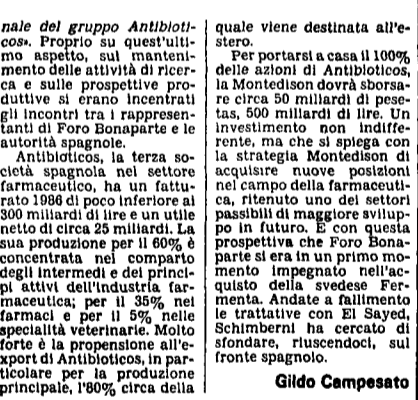 nale del gruppo Antibioti-
cos». Proprio su quest'ulti-
mo aspetto, sul manteni-
mento delle attività di ricer-
ca e sulle prospettive pro-
duttive si erano incentrati
gli incontri tra i rappresen-
tanti di Foro Bonaparte e le
autorità spagnole.
Antibioticos, la terza so-
cietà spagnola nel settore
farmaceutico, ha un fattu-
rato 1986 di poco inferiore ai
300 miliardi di lire e un utile
netto di circa 25 miliardi. La
sua produzione per il 60% è
concentrata nel comparto
degli intermedi e dei princi-
pi attivi dell'industria far-
maceutica; per il 35% nei
farmaci e per il 5% nelle
specialità veterinarie. Molto
forte è la propensione all'e-
xport di Antibioticos, in par-
ticolare per la produzione
principale, l'80% circa della
quale viene destinata all'e-
stero.
Per portarsi a casa il 100%
delle azioni di Antibioticos,
la Montedison dovrà sborsa-
re circa 50 miliardi di pese-
tas, 500 miliardi di lire. Un
investimento non indiffe-
rente, ma che si spiega con
la strategia Montedison di
acquisire nuove posizioni
nel campo della farmaceuti-
ca, ritenuto uno dei settori
passibili di maggiore svilup-
po in futuro. È con questa
prospettiva che Foro Bona-
parte si era in un primo mo-
mento impegnato nell'ac-
quisto della svedese Fer-
menta. Andate a fallimento
le trattative con El Sayed,
Schimberni ha cercato di
sfondare, riuscendoci, sul
fronte spagnolo.
Gildo Campesato